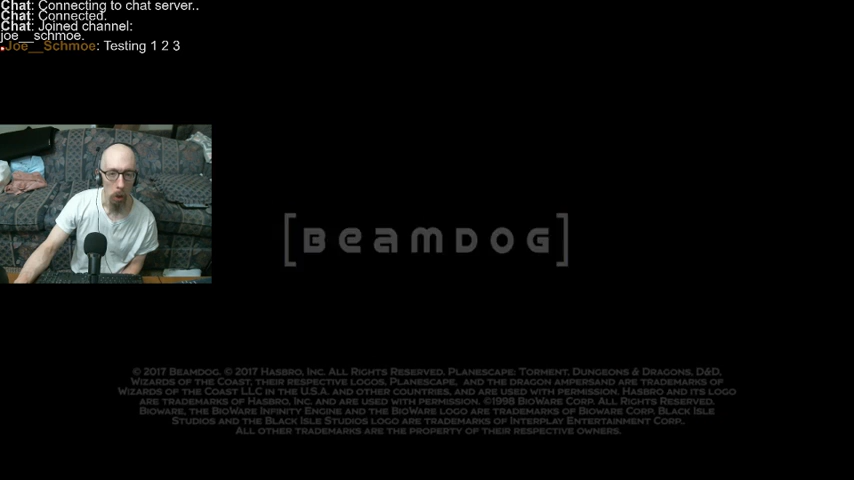 Chat: Connecting to chat server..
Chat: Connected.
Chat: Joined channel:
joe__schmoe.
Joe__Schmoe: Testing 1 2 3
[BEAMDOG]
© 2017 Beamdog. © 2017 Hasbro, Inc. All Rights Reserved. Planescape: Torment, Dungeons & Dragons, D&D,
Wizards of the Coast, their respective logos, Planescape, and the dragon ampersand are trademarks of
Wizards of the Coast LLC in the U.S.A. and other countries, and are used with permission. Hasbro and its logo
are trademarks of Hasbro, Inc. and are used with permission. ©1998 BioWare Corp. All Rights Reserved.
Bioware, the BioWare Infinity Engine and the BioWare logo are trademarks of Bioware Corp. Black Isle
Studios and the Black Isle Studios logo are trademarks of Interplay Entertainment Corp..
All other trademarks are the property of their respective owners.